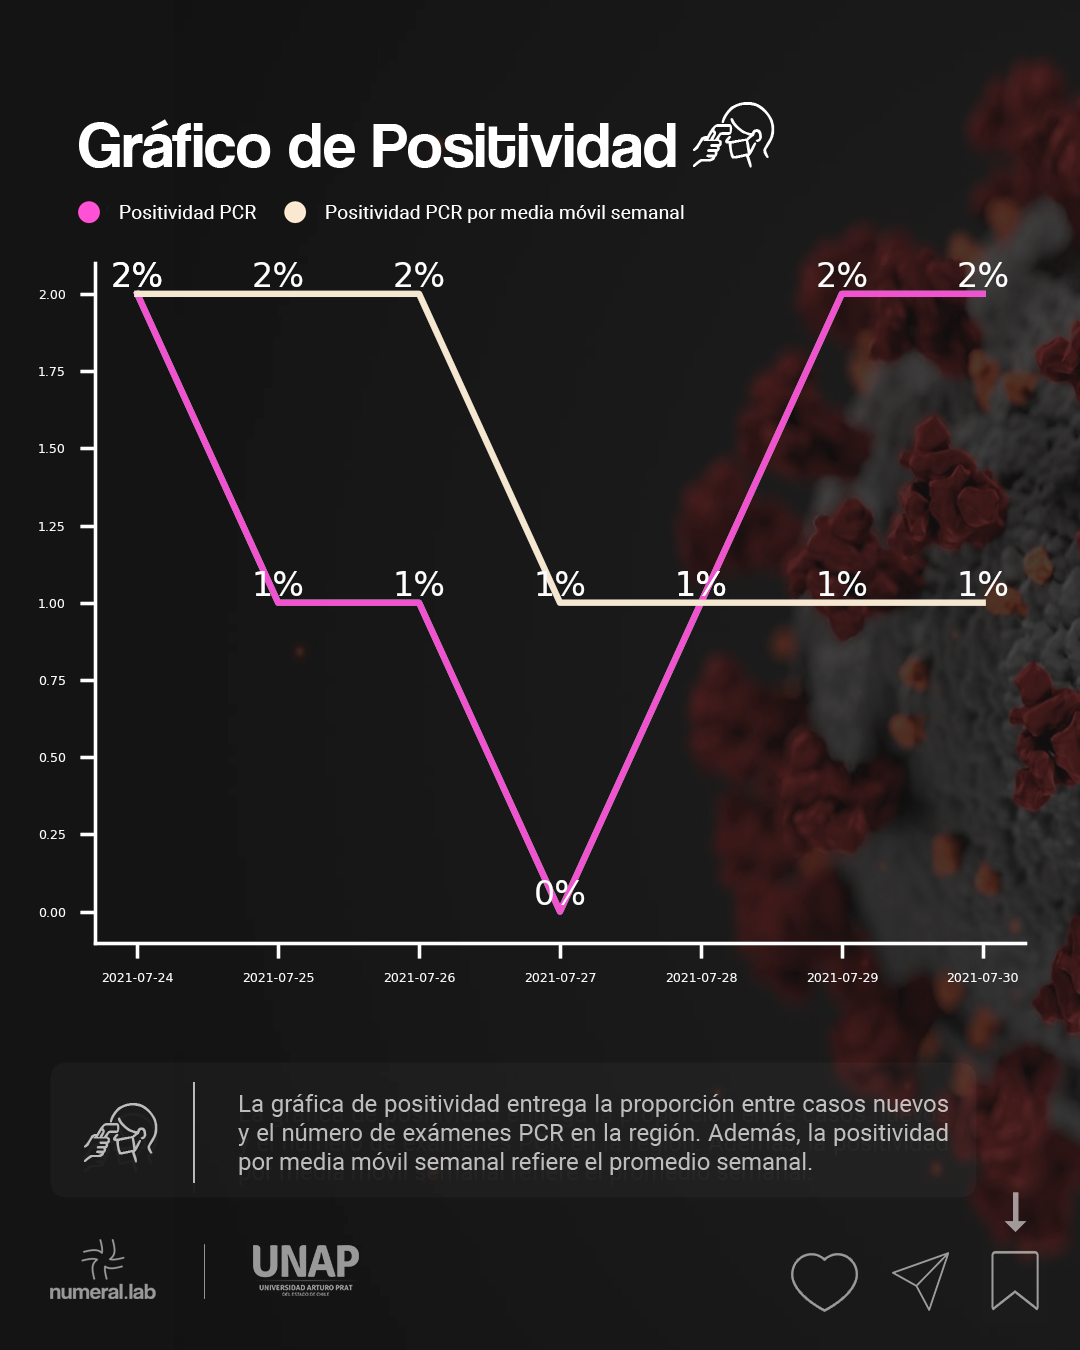 Gráfico de Positividad
Positividad PCR
Positividad PCR por media móvil semanal
2% 2% 2% 2% 2%
2.00
1.75
1.50
1.25
1% 1% 1% 1% 1% 1%
1.00
0.75
0.50
0.25
0%
0.00
2021-07-24 2021-07-25 2021-07-26 2021-07-27 2021-07-28 2021-07-29 2021-07-30
La gráfica de positividad entrega la proporción entre casos nuevos
y el número de exámenes PCR en la región. Además, la positividad
por media móvil semanal refiere el promedio semanal.
numeral.lab
UNAP
UNIVERSIDAD ARTURO PRAT
DEL ESTADO DE CHILE